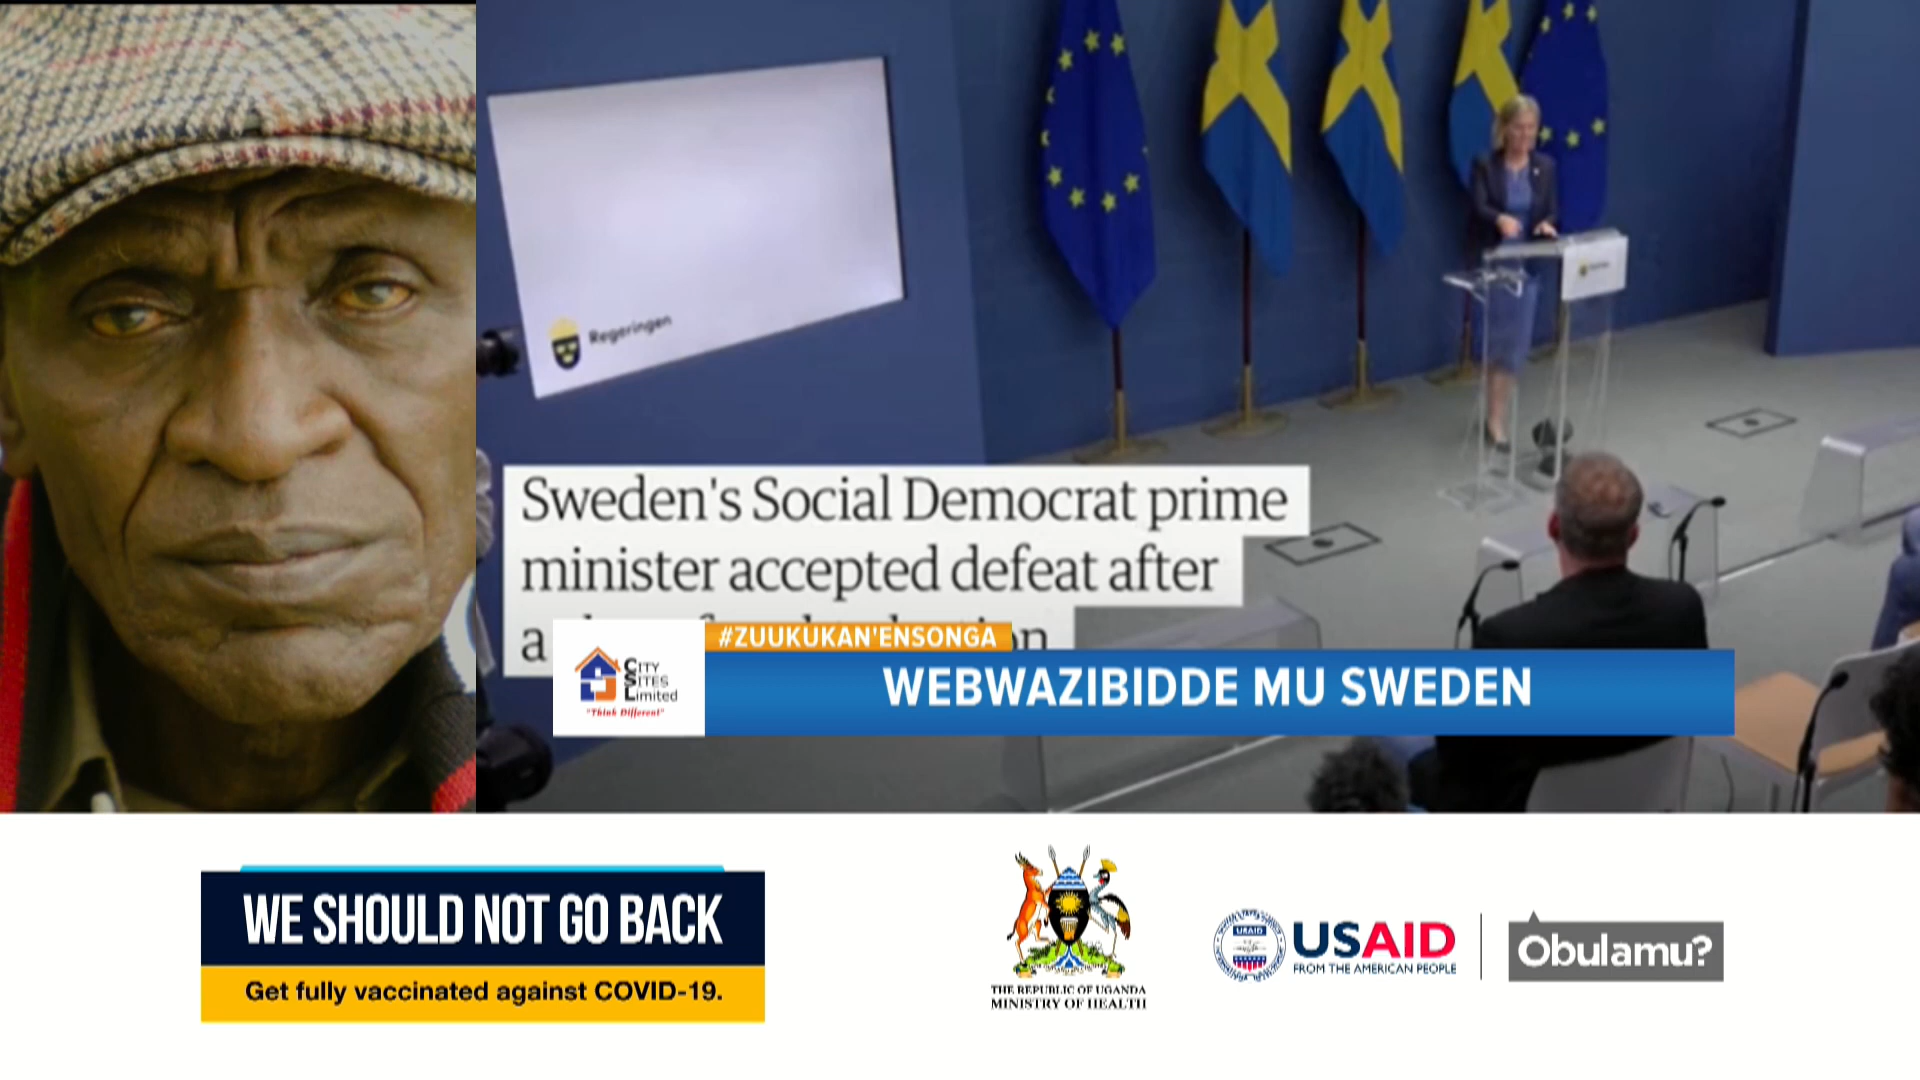 Regeringen
Sweden's Social Democrat prime
minister accepted defeat after
a
#ZUUKUKAN'ENSONGA
WEBWAZIBIDDE MU SWEDEN
CITY
SITES
Limited
"Think Different"
WE SHOULD NOT GO BACK
Get fully vaccinated against COVID-19.
THE REPUBLIC OF UGANDA
MINISTRY OF HEALTH
USAID
USAID
FROM THE AMERICAN PEOPLE
Obulamu?